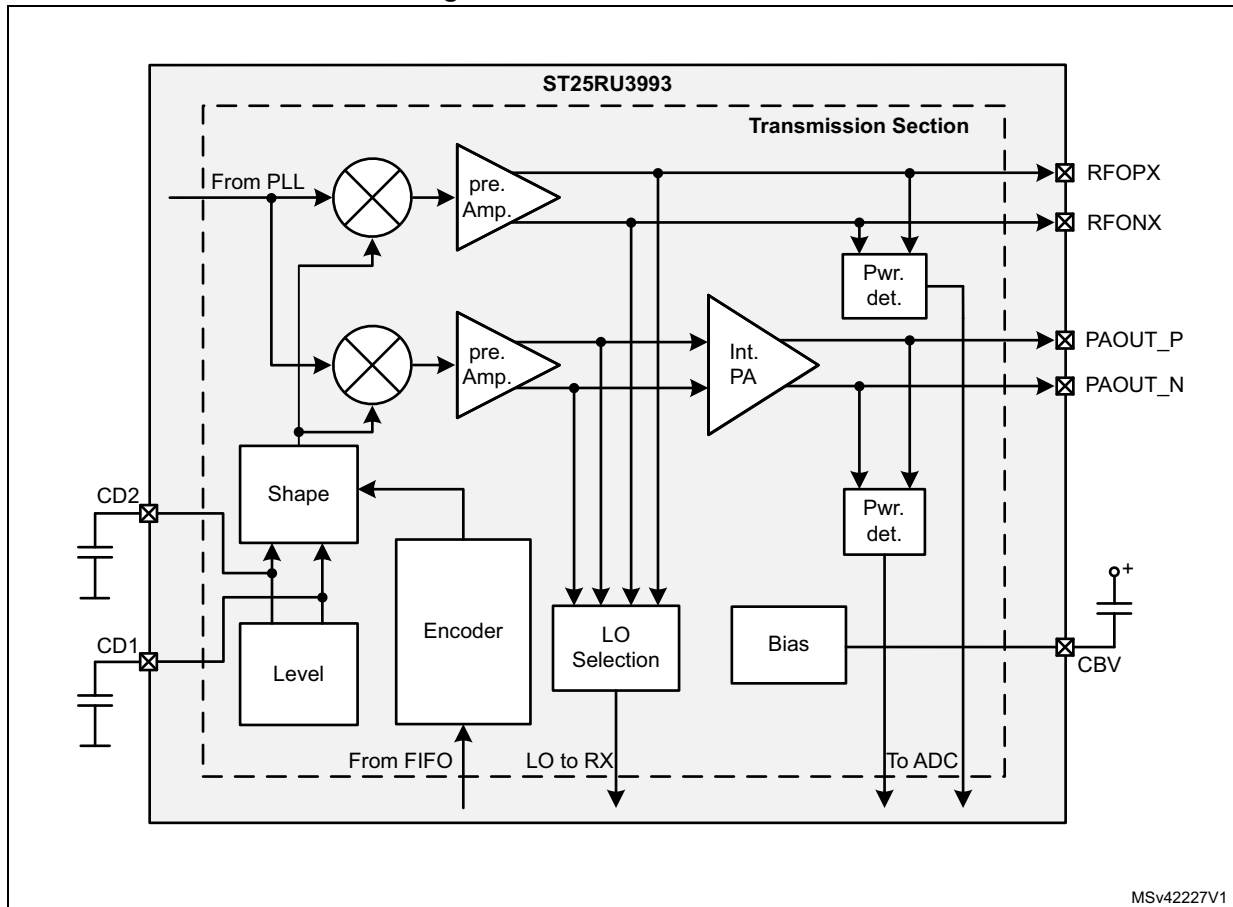 ST25RU3993
Transmission Section
From PLL
pre.
Amp.
RFOPX
RFONX
Pwr.
det.
pre.
Amp.
Int.
PA
PAOUT_P
PAOUT_N
Shape
CD2
Pwr.
det.
Encoder
LO
Selection
Bias
+
CBV
CD1
Level
From FIFO
LO to RX
To ADC
MSv42227V1